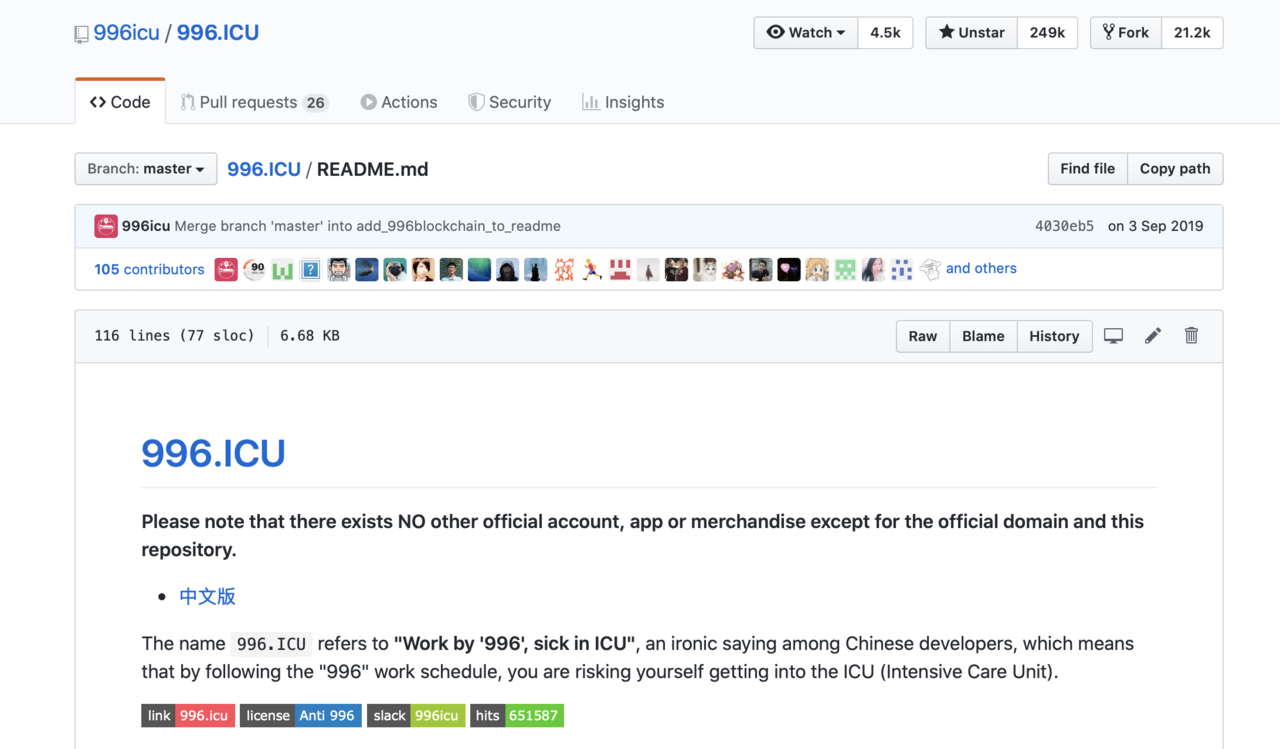 996icu / 996.ICU
Watch 4.5k
Unstar 249k
Fork 21.2k
Code
Pull requests 26
Actions
Security
Insights
Branch: master
996.ICU / README.md
Find file
Copy path
996icu Merge branch 'master' into add_996blockchain_to_readme
4030eb5 on 3 Sep 2019
105 contributors
90
and others
116 lines (77 sloc)
6.68 KB
Raw
Blame
History
996.ICU
Please note that there exists NO other official account, app or merchandise except for the official domain and this
repository.
中文版
The name 996.ICU refers to "Work by '996', sick in ICU", an ironic saying among Chinese developers, which means
that by following the "996" work schedule, you are risking yourself getting into the ICU (Intensive Care Unit).
link 996.icu license Anti 996 slack 996icu hits 651587